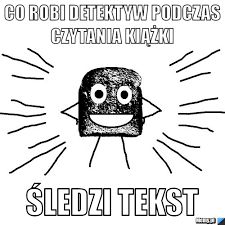 CO ROBI DETEKTYW PODCZAS
CZYTANIA KIĄŻKI
ŚLEDZI TEKST